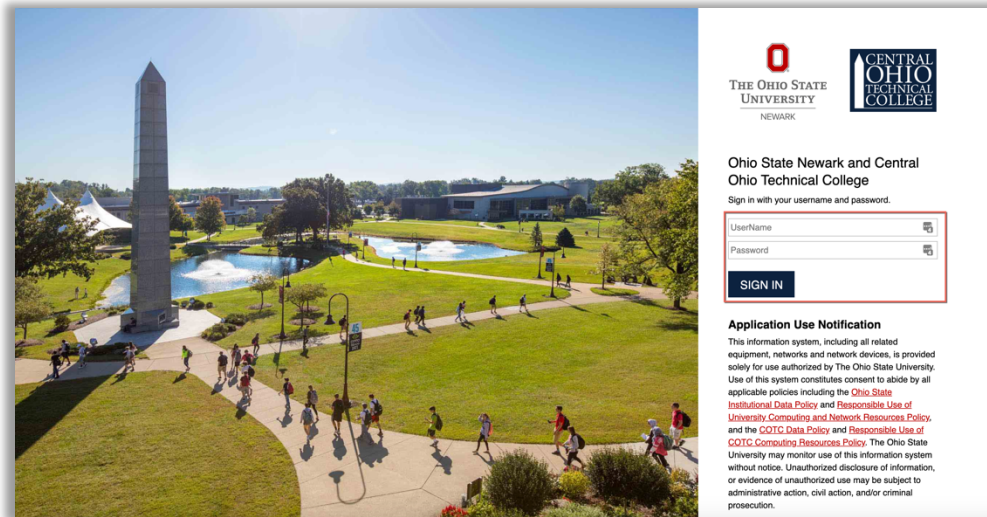 THE OHIO STATE
UNIVERSITY
NEWARK
CENTRAL
OHIO
TECHNICAL
COLLEGE
Ohio State Newark and Central
Ohio Technical College
Sign in with your username and password.
UserName
Password
SIGN IN
Application Use Notification
This information system, including all related
equipment, networks and network devices, is provided
solely for use authorized by The Ohio State University.
Use of this system constitutes consent to abide by all
applicable policies including the Ohio State
Institutional Data Policy and Responsible Use of
University Computing and Network Resources Policy,
and the COTC Data Policy and Responsible Use of
COTC Computing Resources Policy. The Ohio State
University may monitor use of this information system
without notice. Unauthorized disclosure of information,
or evidence of unauthorized use may be subject to
administrative action, civil action, and/or criminal
prosecution.
45